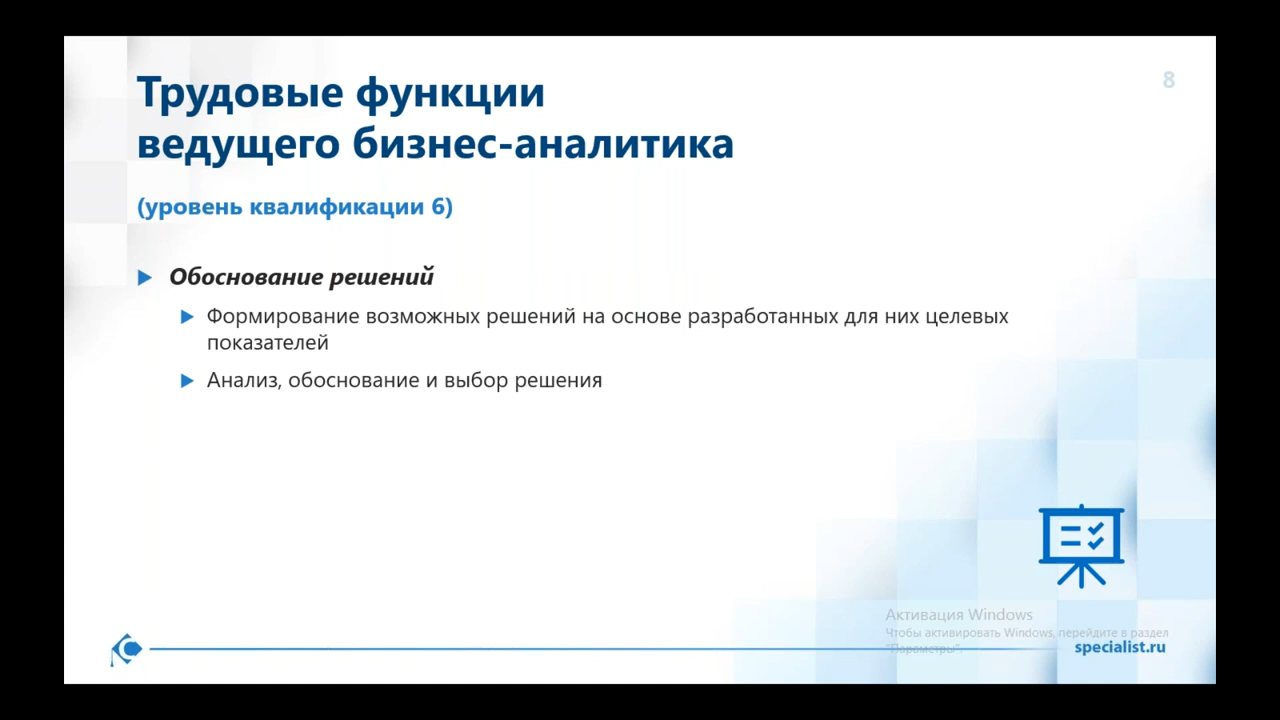 8
Трудовые функции
ведущего бизнес-аналитика
(уровень квалификации 6)
Обоснование решений
Формирование возможных решений на основе разработанных для них целевых
показателей
Анализ, обоснование и выбор решения
Активация Windows
Чтобы активировать Windows, перейдите в раздел
"Параметры".
specialist.ru